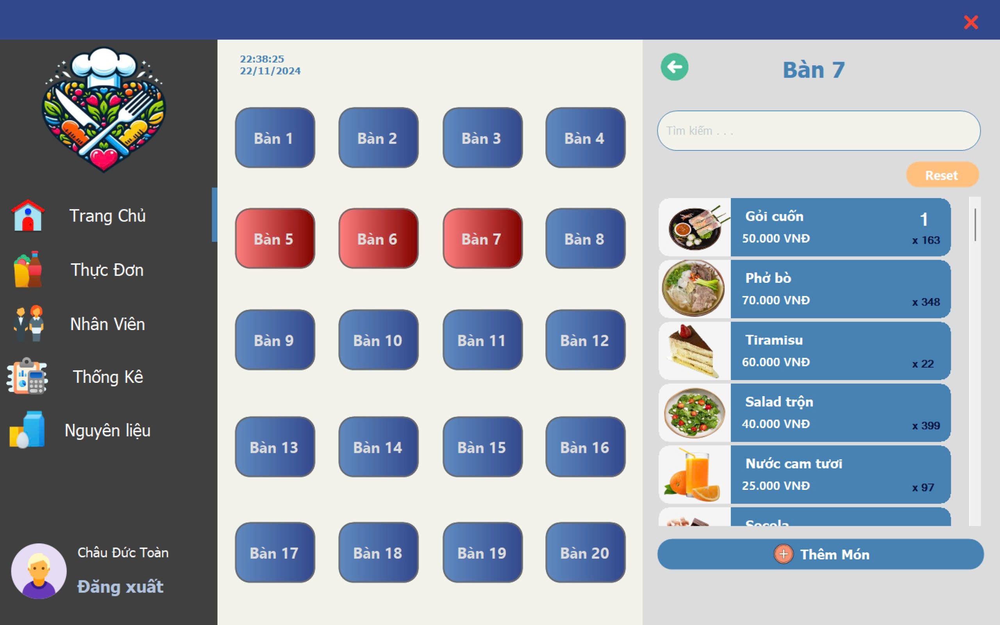 Trang Chủ
Thực Đơn
Nhân Viên
Thống Kê
Nguyên liệu
Châu Đức Toàn
Đăng xuất
22:38:25
22/11/2024
Bàn 1
Bàn 2
Bàn 3
Bàn 4
Bàn 5
Bàn 6
Bàn 7
Bàn 8
Bàn 9
Bàn 10
Bàn 11
Bàn 12
Bàn 13
Bàn 14
Bàn 15
Bàn 16
Bàn 17
Bàn 18
Bàn 19
Bàn 20
Bàn 7
Tìm kiếm . . .
Reset
Gỏi cuốn 1
50.000 VNĐ x 163
Phở bò
70.000 VNĐ x 348
Tiramisu
60.000 VNĐ x 22
Salad trộn
40.000 VNĐ x 399
Nước cam tươi
25.000 VNĐ x 97
Socola
Thêm Món